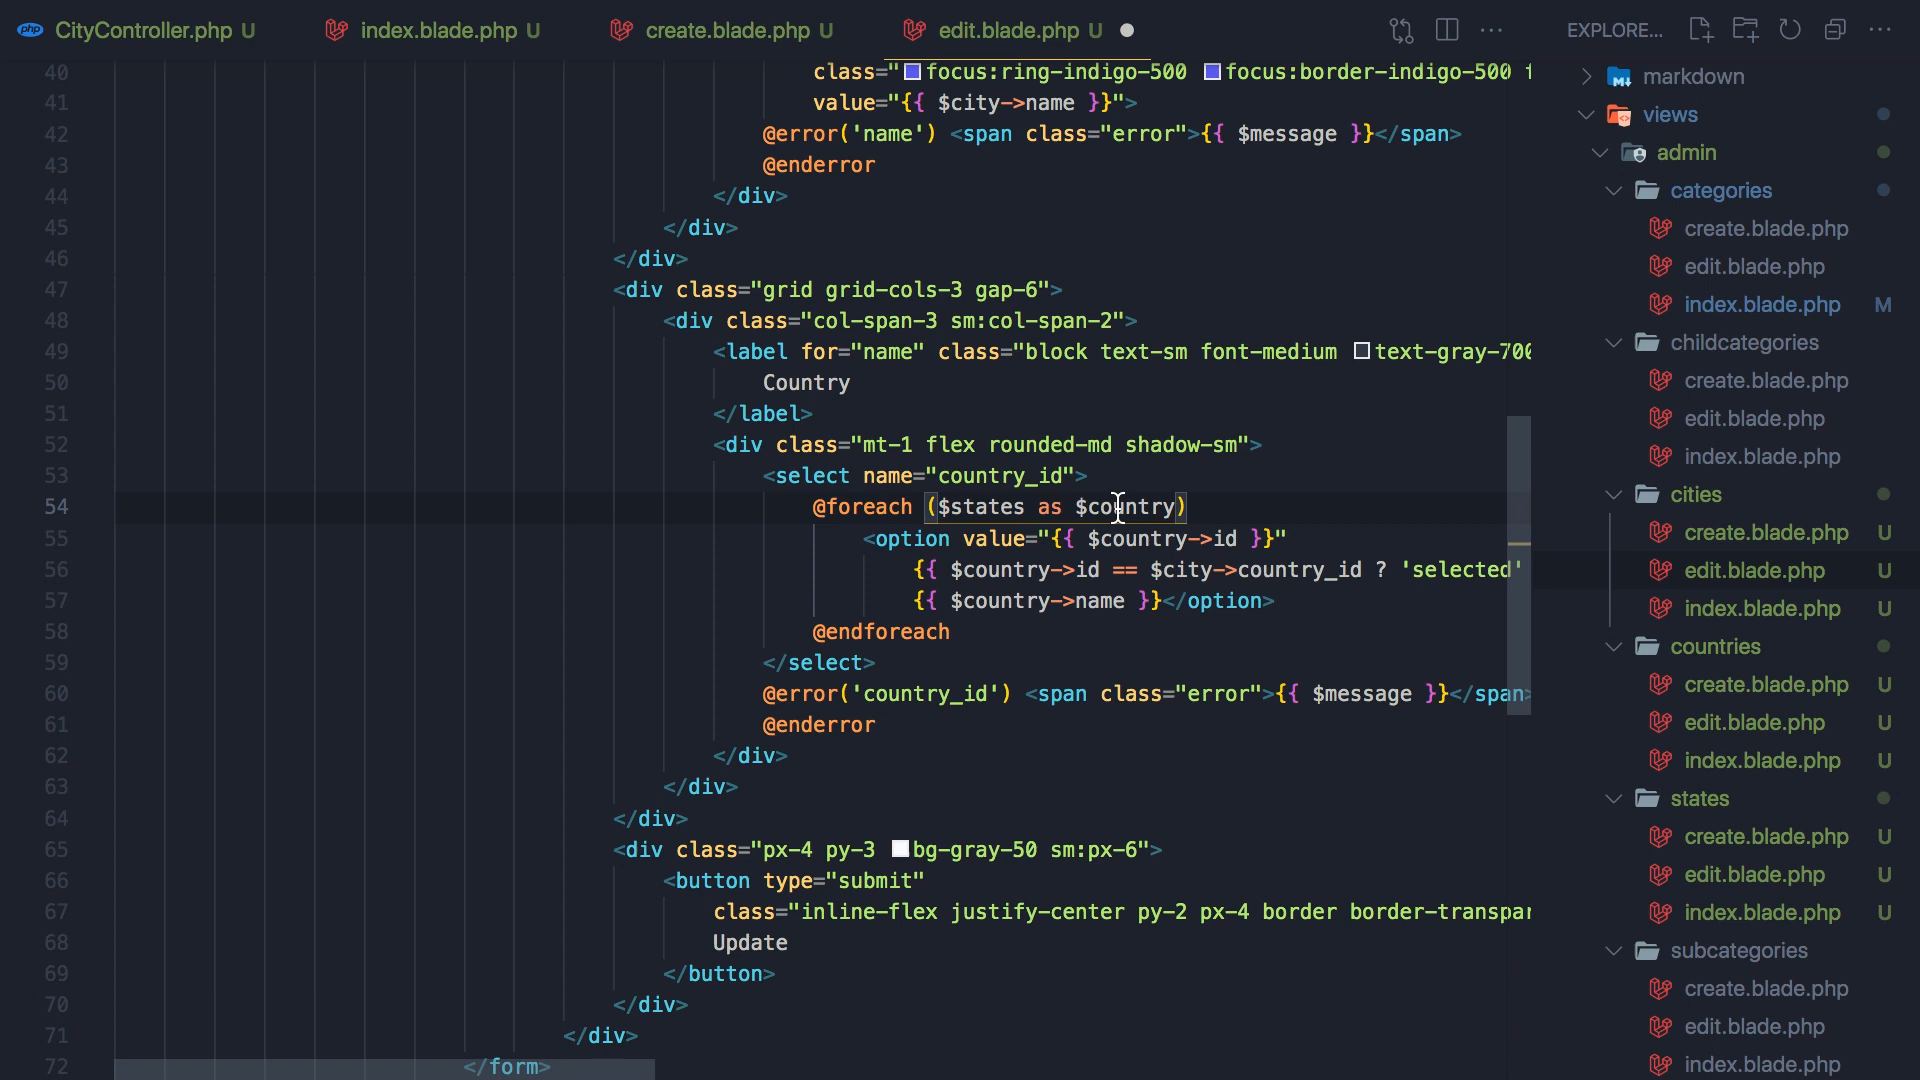 php CityController.php U index.blade.php U create.blade.php U edit.blade.php U
EXPLORE...
40 class="focus:ring-indigo-500 focus:border-indigo-500 f
41 value="{{ $city->name }}">
42 @error('name') <span class="error">{{ $message }}</span>
43 @enderror
44 </div>
45 </div>
46 </div>
47 <div class="grid grid-cols-3 gap-6">
48 <div class="col-span-3 sm:col-span-2">
49 <label for="name" class="block text-sm font-medium text-gray-700
50 Country
51 </label>
52 <div class="mt-1 flex rounded-md shadow-sm">
53 <select name="country_id">
54 @foreach ($states as $country)
55 <option value="{{ $country->id }}"
56 {{ $country->id == $city->country_id ? 'selected'
57 {{ $country->name }}</option>
58 @endforeach
59 </select>
60 @error('country_id') <span class="error">{{ $message }}</span>
61 @enderror
62 </div>
63 </div>
64 </div>
65 <div class="px-4 py-3 bg-gray-50 sm:px-6">
66 <button type="submit"
67 class="inline-flex justify-center py-2 px-4 border border-transpar
68 Update
69 </button>
70 </div>
71 </div>
72 </form>
markdown
views
admin
categories
create.blade.php
edit.blade.php
index.blade.php M
childcategories
create.blade.php
edit.blade.php
index.blade.php
cities
create.blade.php U
edit.blade.php U
index.blade.php U
countries
create.blade.php U
edit.blade.php U
index.blade.php U
states
create.blade.php U
edit.blade.php U
index.blade.php U
subcategories
create.blade.php
edit.blade.php
index.blade.php